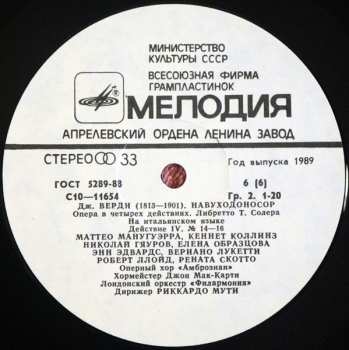 МИНИСТЕРСТВО
КУЛЬТУРЫ СССР
ВСЕСОЮЗНАЯ ФИРМА
ГРАМПЛАСТИНОК
МЕЛОДИЯ
АПРЕЛЕВСКИЙ ОРДЕНА ЛЕНИНА ЗАВОД
СТЕРЕО 33
Год выпуска 1989
ГОСТ 5289-88
6 [6]
С10—11654
Гр. 2. 1-20
Дж. ВЕРДИ (1813—1901). НАВУХОДОНОСОР
Опера в четырех действиях. Либретто Т. Солера
На итальянском языке
Действие IV, № 14—16
МАТТЕО МАНУГУЭРРА, КЕННЕТ КОЛЛИНЗ
НИКОЛАЙ ГЯУРОВ, ЕЛЕНА ОБРАЗЦОВА
ЭНН ЭДВАРДС, ВЕРИАНО ЛУКЕТТИ
РОБЕРТ ЛЛОЙД, РЕНАТА СКОТТО
Оперный хор «Амброзиан»
Хормейстер Джон Мак-Карти
Лондонский оркестр «Филармония»
Дирижер РИККАРДО МУТИ